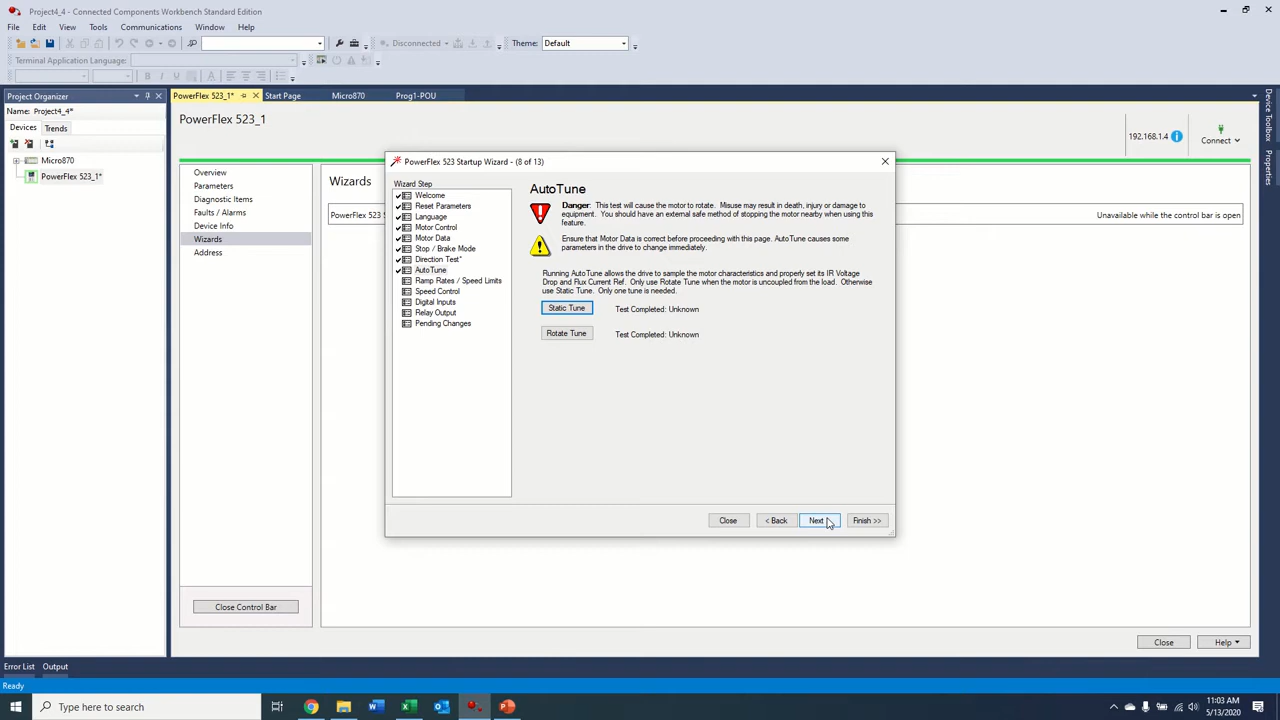 Project4_4 - Connected Components Workbench Standard Edition
File Edit View Tools Communications Window Help
Disconnected Theme: Default
Terminal Application Language:
Project Organizer
PowerFlex 523_1* Start Page Micro870 Prog1-POU
Name: Project4_4*
PowerFlex 523_1
Devices Trends
192.168.1.4 Connect
Micro870
PowerFlex 523_1*
Overview
Parameters
Diagnostic Items
Faults / Alarms
Device Info
Wizards
Address
Close Control Bar
Wizards
PowerFlex 523 S
Unavailable while the control bar is open
PowerFlex 523 Startup Wizard - (8 of 13)
Wizard Step
Welcome
Reset Parameters
Language
Motor Control
Motor Data
Stop / Brake Mode
Direction Test*
AutoTune
Ramp Rates / Speed Limits
Speed Control
Digital Inputs
Relay Output
Pending Changes
AutoTune
Danger: This test will cause the motor to rotate. Misuse may result in death, injury or damage to
equipment. You should have an external safe method of stopping the motor nearby when using this
feature.
Ensure that Motor Data is correct before proceeding with this page. AutoTune causes some
parameters in the drive to change immediately.
Running AutoTune allows the drive to sample the motor characteristics and properly set its IR Voltage
Drop and Flux Current Ref. Only use Rotate Tune when the motor is uncoupled from the load. Otherwise
use Static Tune. Only one tune is needed.
Static Tune Test Completed: Unknown
Rotate Tune Test Completed: Unknown
Close < Back Next Finish >>
Close Help
Device Toolbox
Properties
Error List Output
Ready
Type here to search
11:03 AM
5/13/2020